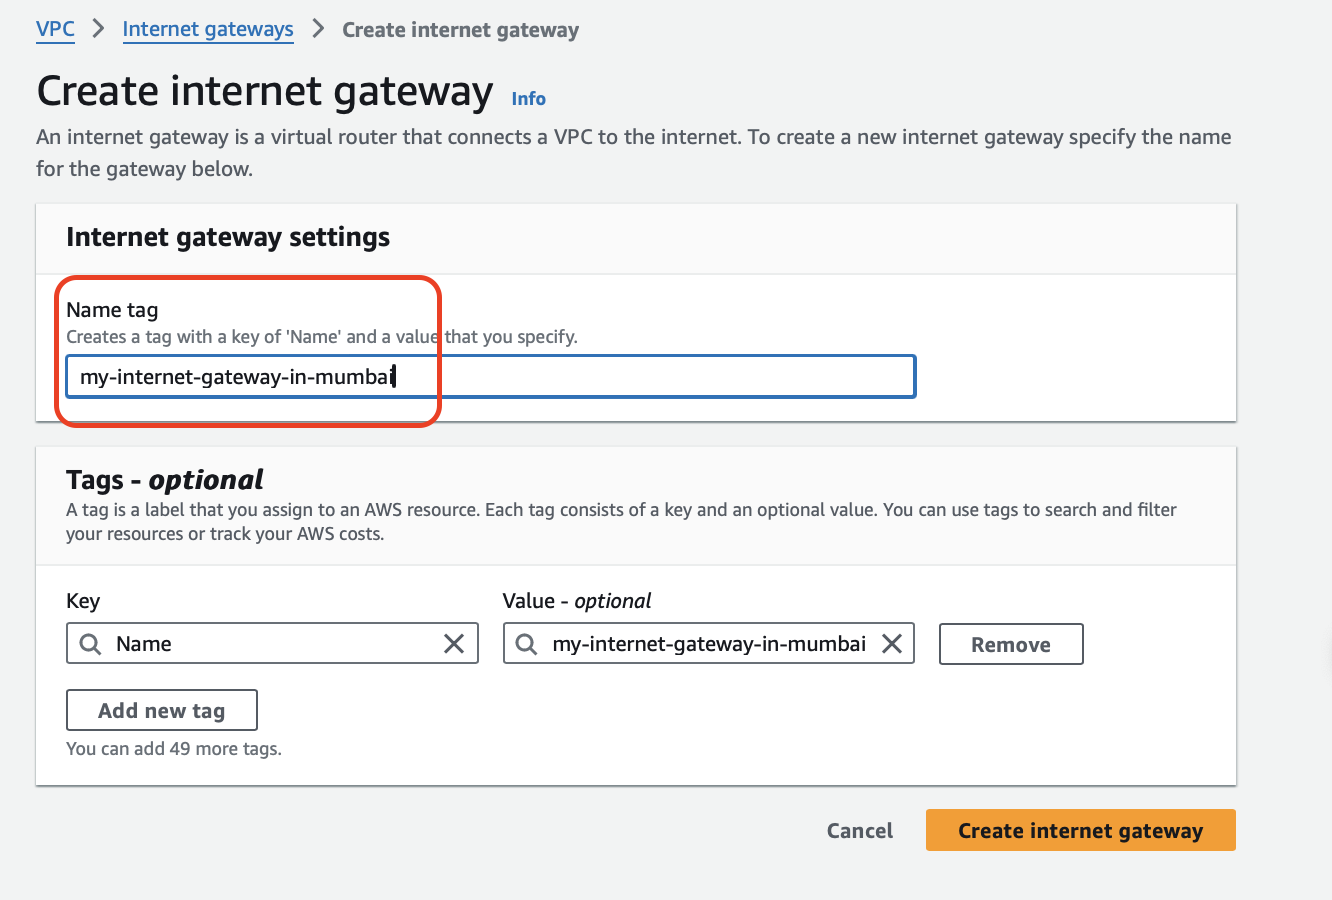 VPC > Internet gateways > Create internet gateway
Create internet gateway Info
An internet gateway is a virtual router that connects a VPC to the internet. To create a new internet gateway specify the name
for the gateway below.
Internet gateway settings
Name tag
Creates a tag with a key of 'Name' and a value that you specify.
my-internet-gateway-in-mumbai
Tags - optional
A tag is a label that you assign to an AWS resource. Each tag consists of a key and an optional value. You can use tags to search and filter
your resources or track your AWS costs.
Key Value - optional
Name my-internet-gateway-in-mumbai Remove
Add new tag
You can add 49 more tags.
Cancel Create internet gateway